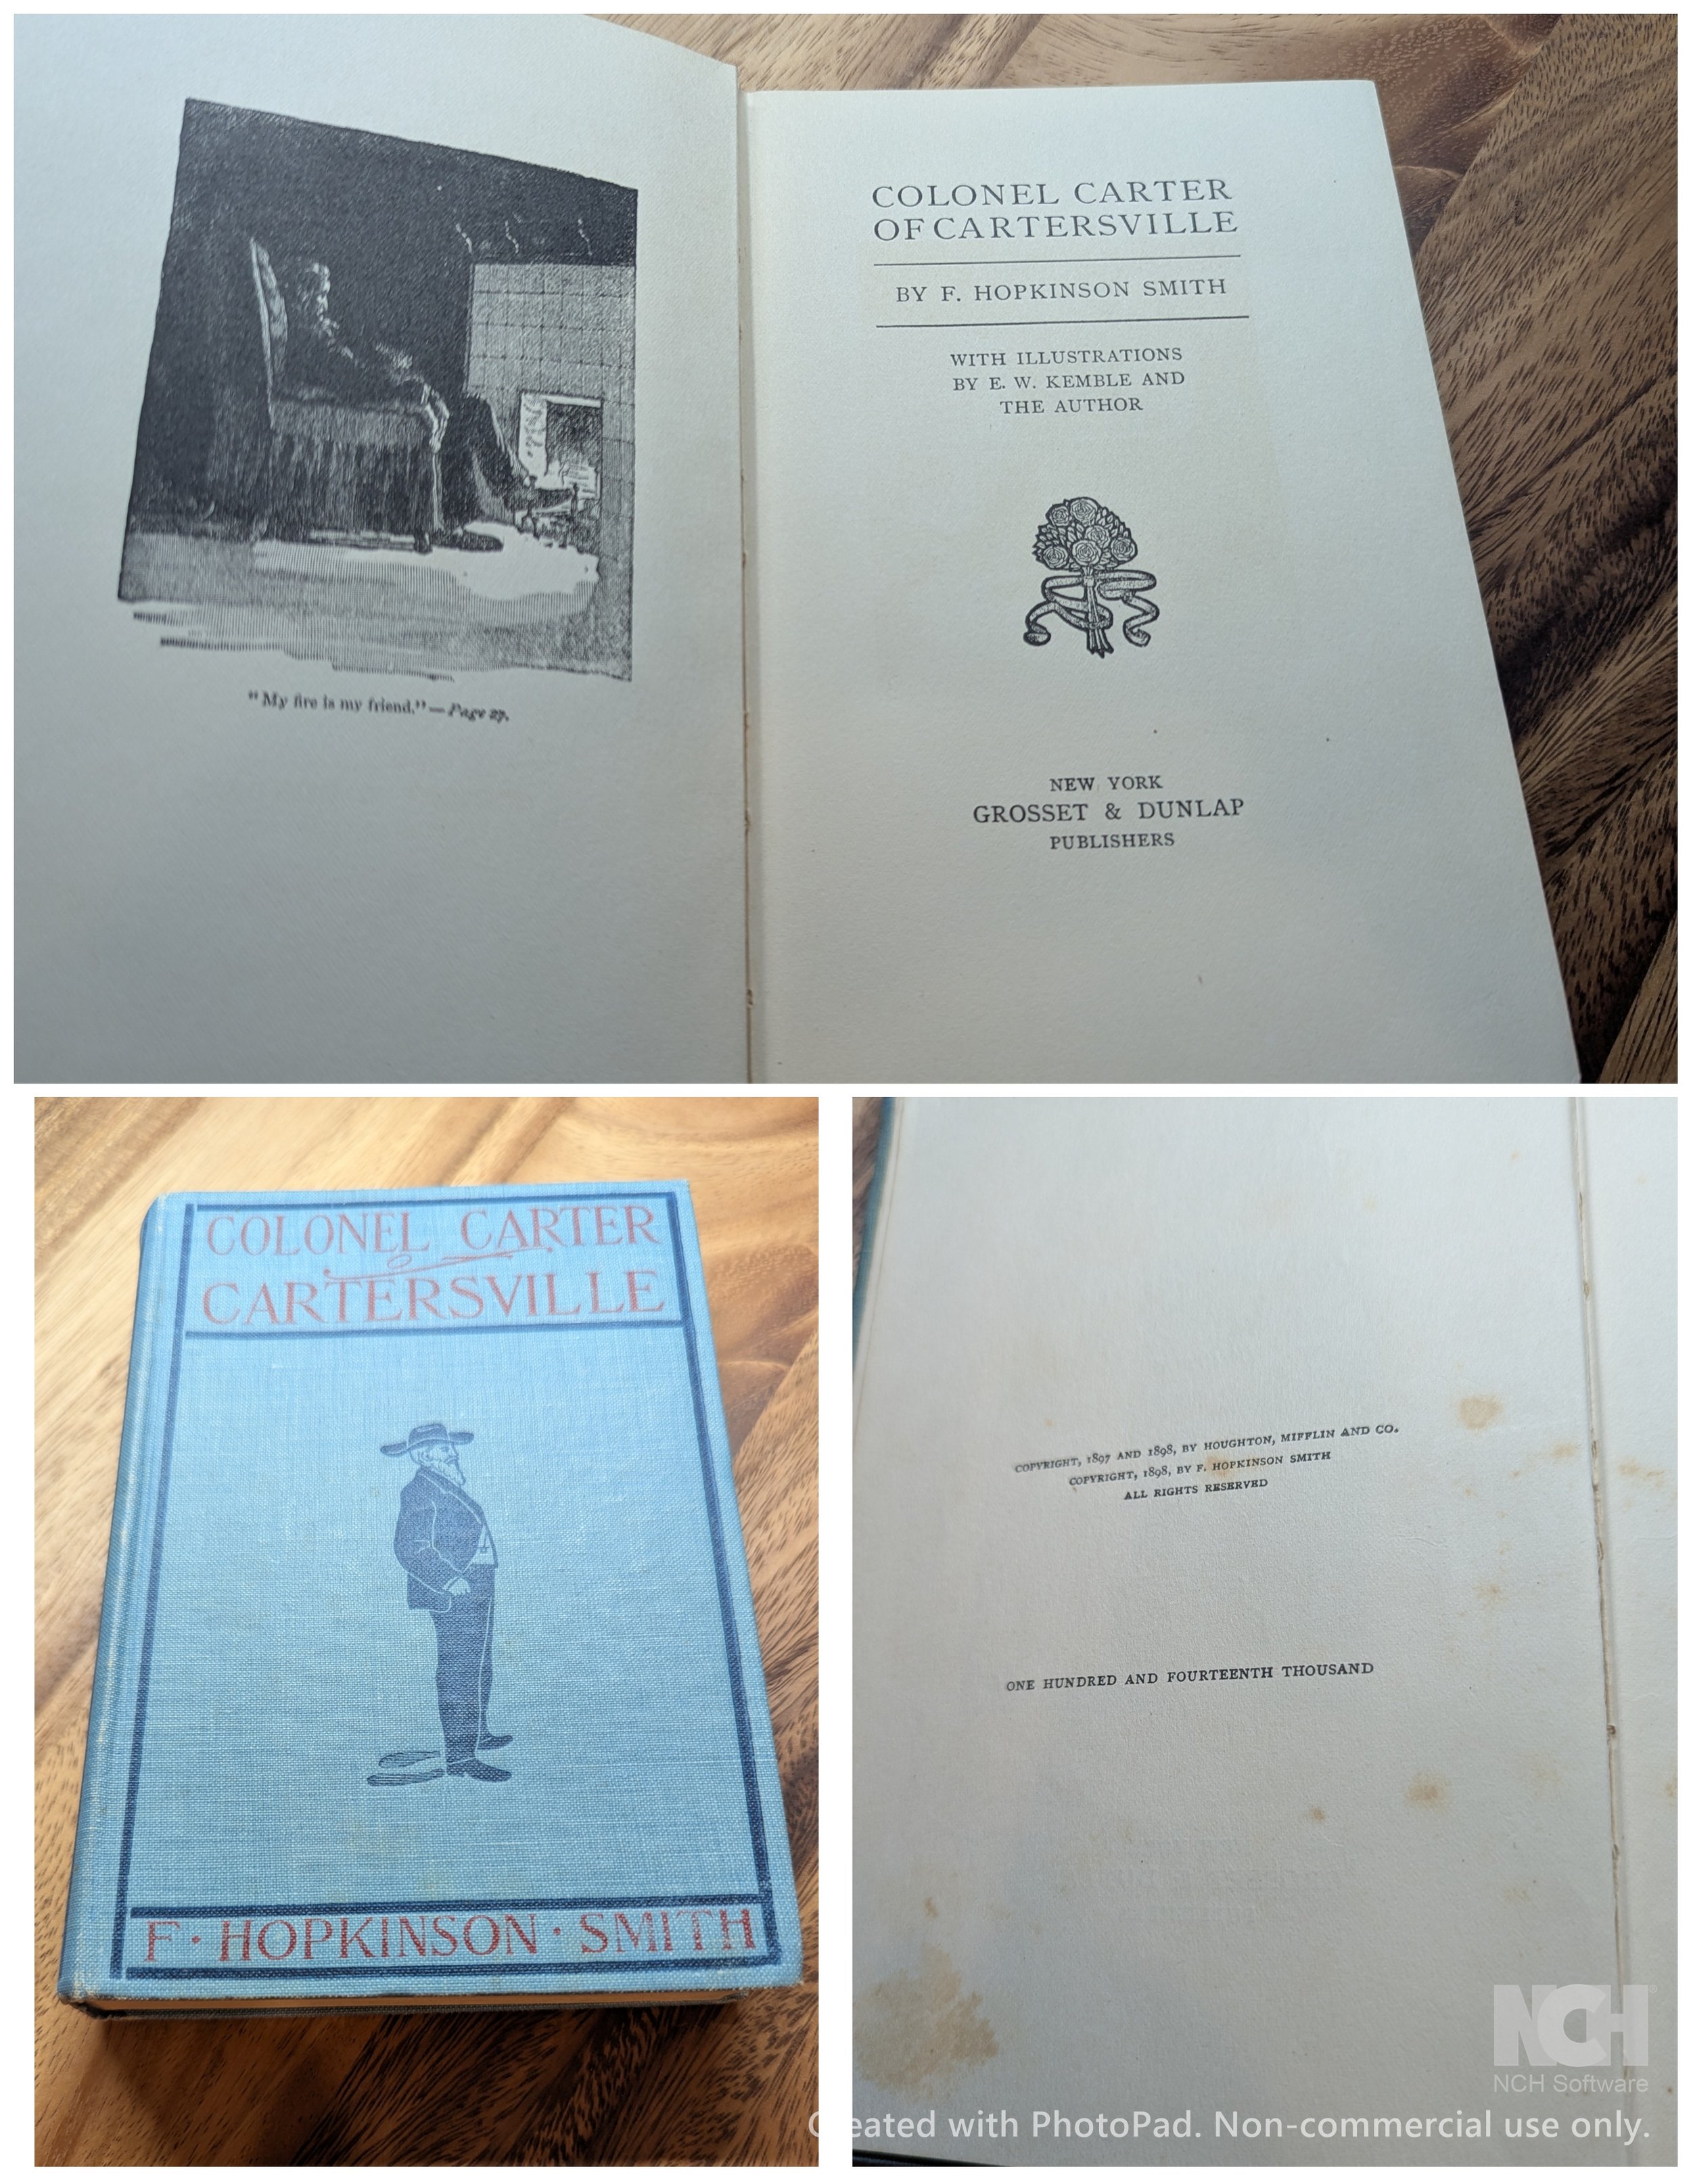 "My fire is my friend."—Page 27.
COLONEL CARTER
OF CARTERSVILLE
BY F. HOPKINSON SMITH
WITH ILLUSTRATIONS
BY E. W. KEMBLE AND
THE AUTHOR
NEW YORK
GROSSET & DUNLAP
PUBLISHERS
COLONEL CARTER
of
CARTERSVILLE
F · HOPKINSON · SMITH
COPYRIGHT, 1897 AND 1898, BY HOUGHTON, MIFFLIN AND CO.
COPYRIGHT, 1898, BY F. HOPKINSON SMITH
ALL RIGHTS RESERVED
ONE HUNDRED AND FOURTEENTH THOUSAND
NCH
NCH Software
Created with PhotoPad. Non-commercial use only.